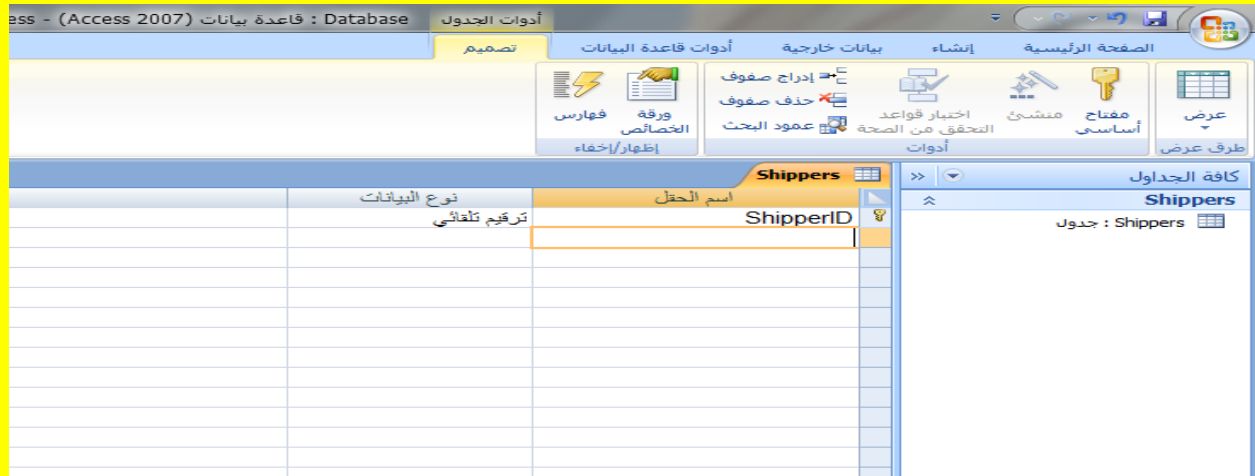 أدوات الجدول Database : قاعدة بيانات (Access 2007) - ess
الصفحة الرئيسية إنشاء بيانات خارجية أدوات قاعدة البيانات تصميم
عرض
مفتاح أساسي
منشئ
اختبار قواعد التحقق من الصحة
إدراج صفوف
حذف صفوف
عمود البحث
ورقة الخصائص
فهارس
طرق عرض أدوات إظهار/إخفاء
كافة الجداول
Shippers
Shippers : جدول
Shippers
اسم الحقل نوع البيانات
ShipperID ترقيم تلقائي